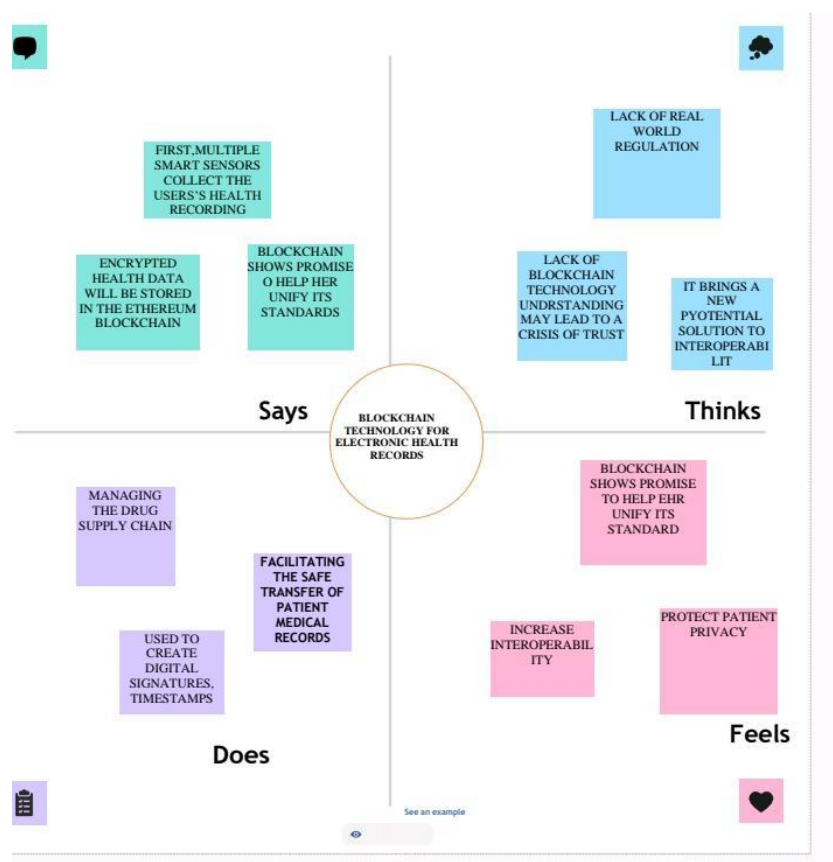 FIRST,MULTIPLE
SMART SENSORS
COLLECT THE
USERS'S HEALTH
RECORDING
ENCRYPTED
HEALTH DATA
WILL BE STORED
IN THE ETHEREUM
BLOCKCHAIN
BLOCKCHAIN
SHOWS PROMISE
O HELP HER
UNIFY ITS
STANDARDS
Says
LACK OF REAL
WORLD
REGULATION
LACK OF
BLOCKCHAIN
TECHNOLOGY
UNDRSTANDING
MAY LEAD TO A
CRISIS OF TRUST
IT BRINGS A
NEW
PYOTENTIAL
SOLUTION TO
INTEROPERABI
LIT
Thinks
BLOCKCHAIN
TECHNOLOGY FOR
ELECTRONIC HEALTH
RECORDS
MANAGING
THE DRUG
SUPPLY CHAIN
FACILITATING
THE SAFE
TRANSFER OF
PATIENT
MEDICAL
RECORDS
USED TO
CREATE
DIGITAL
SIGNATURES,
TIMESTAMPS
Does
BLOCKCHAIN
SHOWS PROMISE
TO HELP EHR
UNIFY ITS
STANDARD
INCREASE
INTEROPERABIL
ITY
PROTECT PATIENT
PRIVACY
Feels
See an example